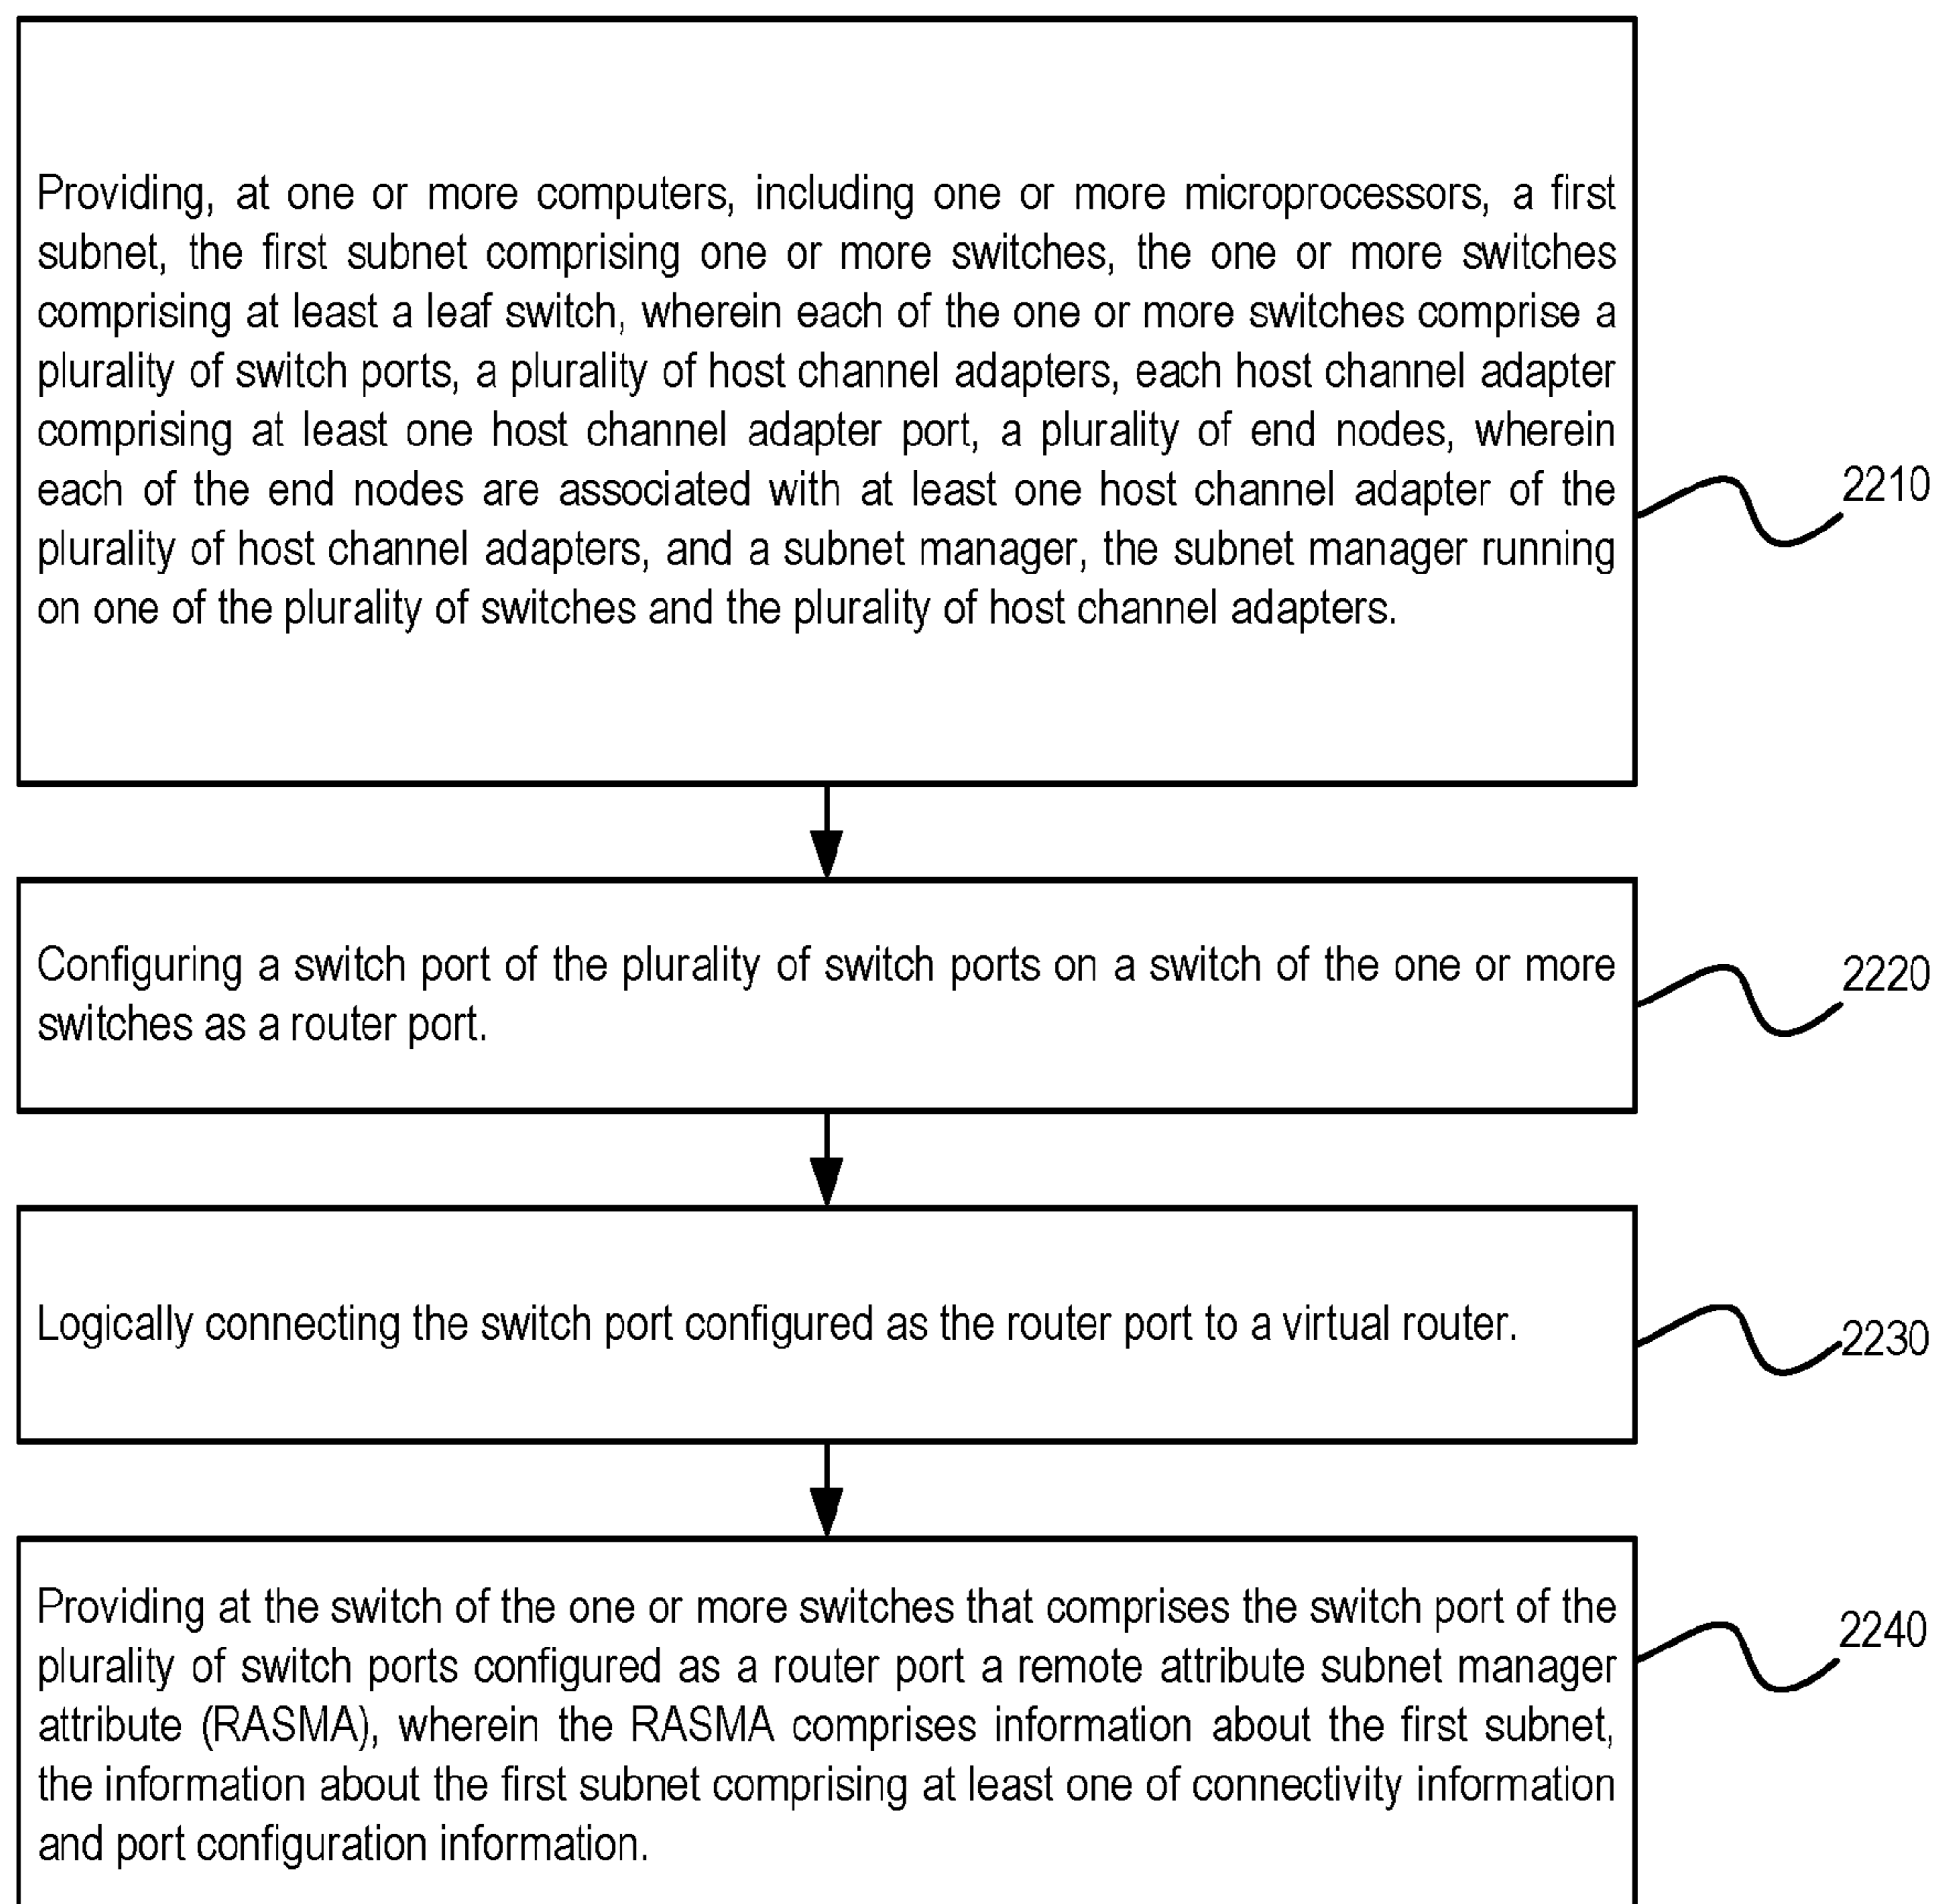 Providing, at one or more computers, including one or more microprocessors, a first
subnet, the first subnet comprising one or more switches, the one or more switches
comprising at least a leaf switch, wherein each of the one or more switches comprise a
plurality of switch ports, a plurality of host channel adapters, each host channel adapter
comprising at least one host channel adapter port, a plurality of end nodes, wherein
each of the end nodes are associated with at least one host channel adapter of the
plurality of host channel adapters, and a subnet manager, the subnet manager running
on one of the plurality of switches and the plurality of host channel adapters.
2210
Configuring a switch port of the plurality of switch ports on a switch of the one or more
switches as a router port.
2220
Logically connecting the switch port configured as the router port to a virtual router.
2230
Providing at the switch of the one or more switches that comprises the switch port of the
plurality of switch ports configured as a router port a remote attribute subnet manager
attribute (RASMA), wherein the RASMA comprises information about the first subnet,
the information about the first subnet comprising at least one of connectivity information
and port configuration information.
2240